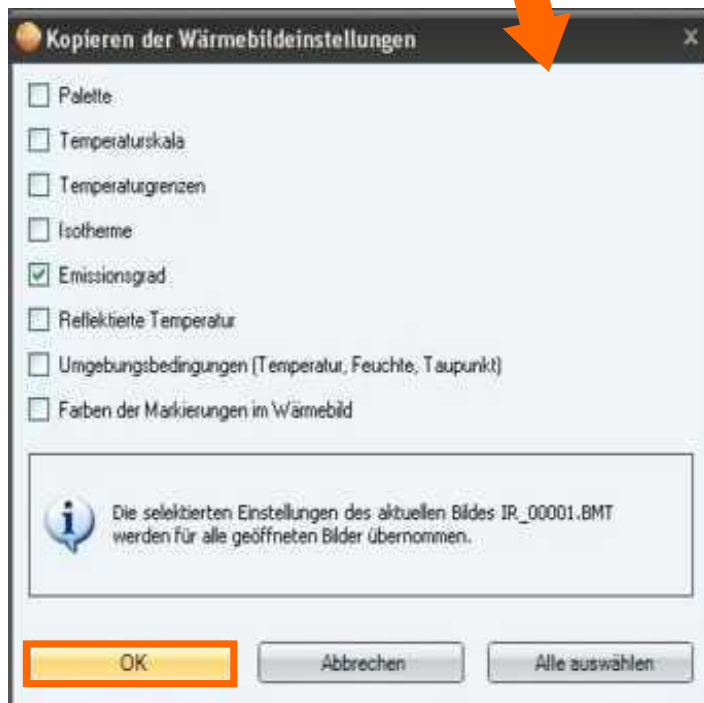 Kopieren der Wärmebildeinstellungen
Palette
Temperaturskala
Temperaturgrenzen
Isotherme
Emissionsgrad
Reflektierte Temperatur
Umgebungsbedingungen (Temperatur, Feuchte, Taupunkt)
Farben der Markierungen im Wärmebild
Die selektierten Einstellungen des aktuellen Bildes IR_00001.BMT
werden für alle geöffneten Bilder übernommen.
OK Abbrechen Alle auswählen